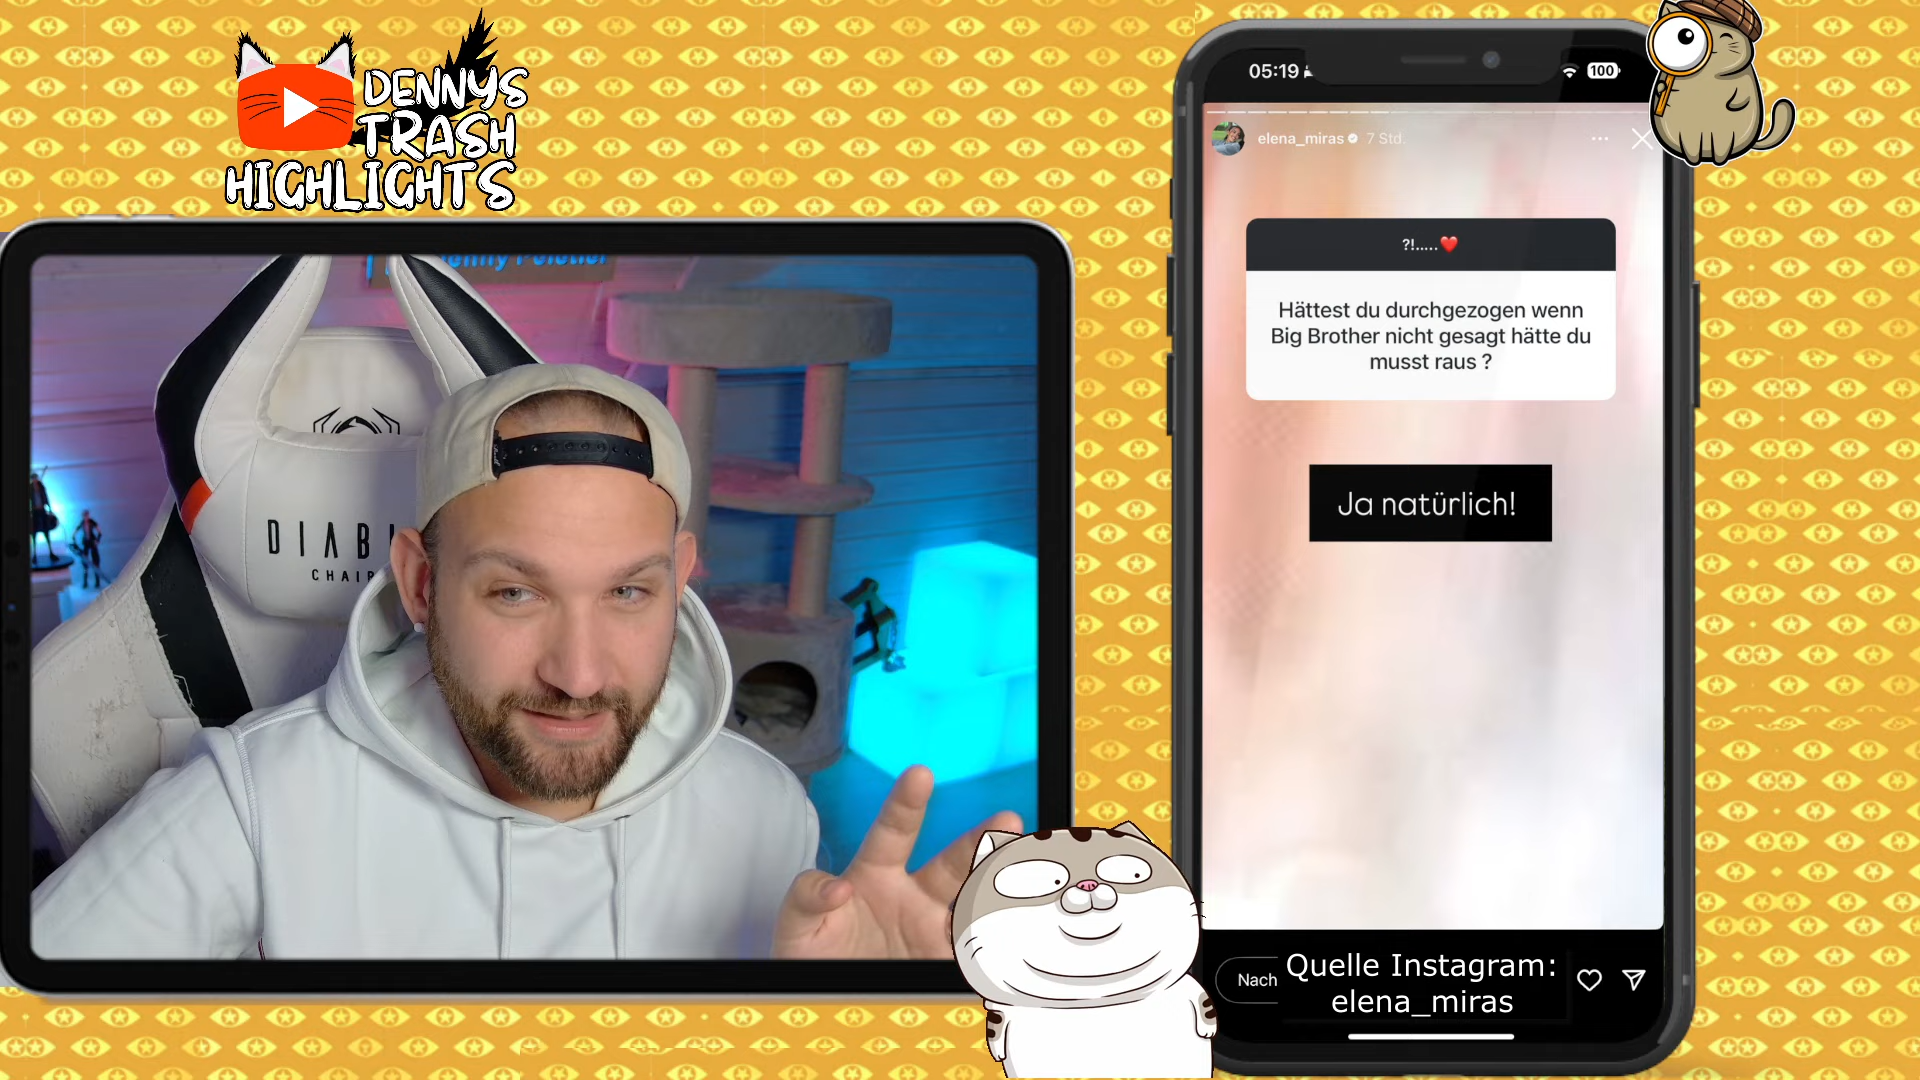 DENNYS
TRASH
HIGHLIGHTS
05:19
100
elena_miras 7 Std.
?!.....❤️
Hättest du durchgezogen wenn
Big Brother nicht gesagt hätte du
musst raus ?
Ja natürlich!
DIAB
CHAIR
Nach
Quelle Instagram:
elena_miras